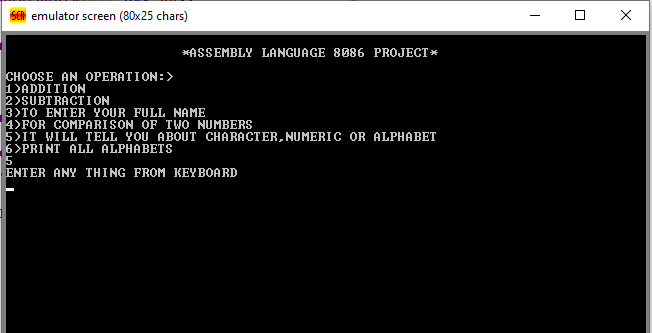 SCR emulator screen (80x25 chars)
*ASSEMBLY LANGUAGE 8086 PROJECT*
CHOOSE AN OPERATION:>
1>ADDITION
2>SUBTRACTION
3>TO ENTER YOUR FULL NAME
4>FOR COMPARISON OF TWO NUMBERS
5>IT WILL TELL YOU ABOUT CHARACTER,NUMERIC OR ALPHABET
6>PRINT ALL ALPHABETS
5
ENTER ANY THING FROM KEYBOARD